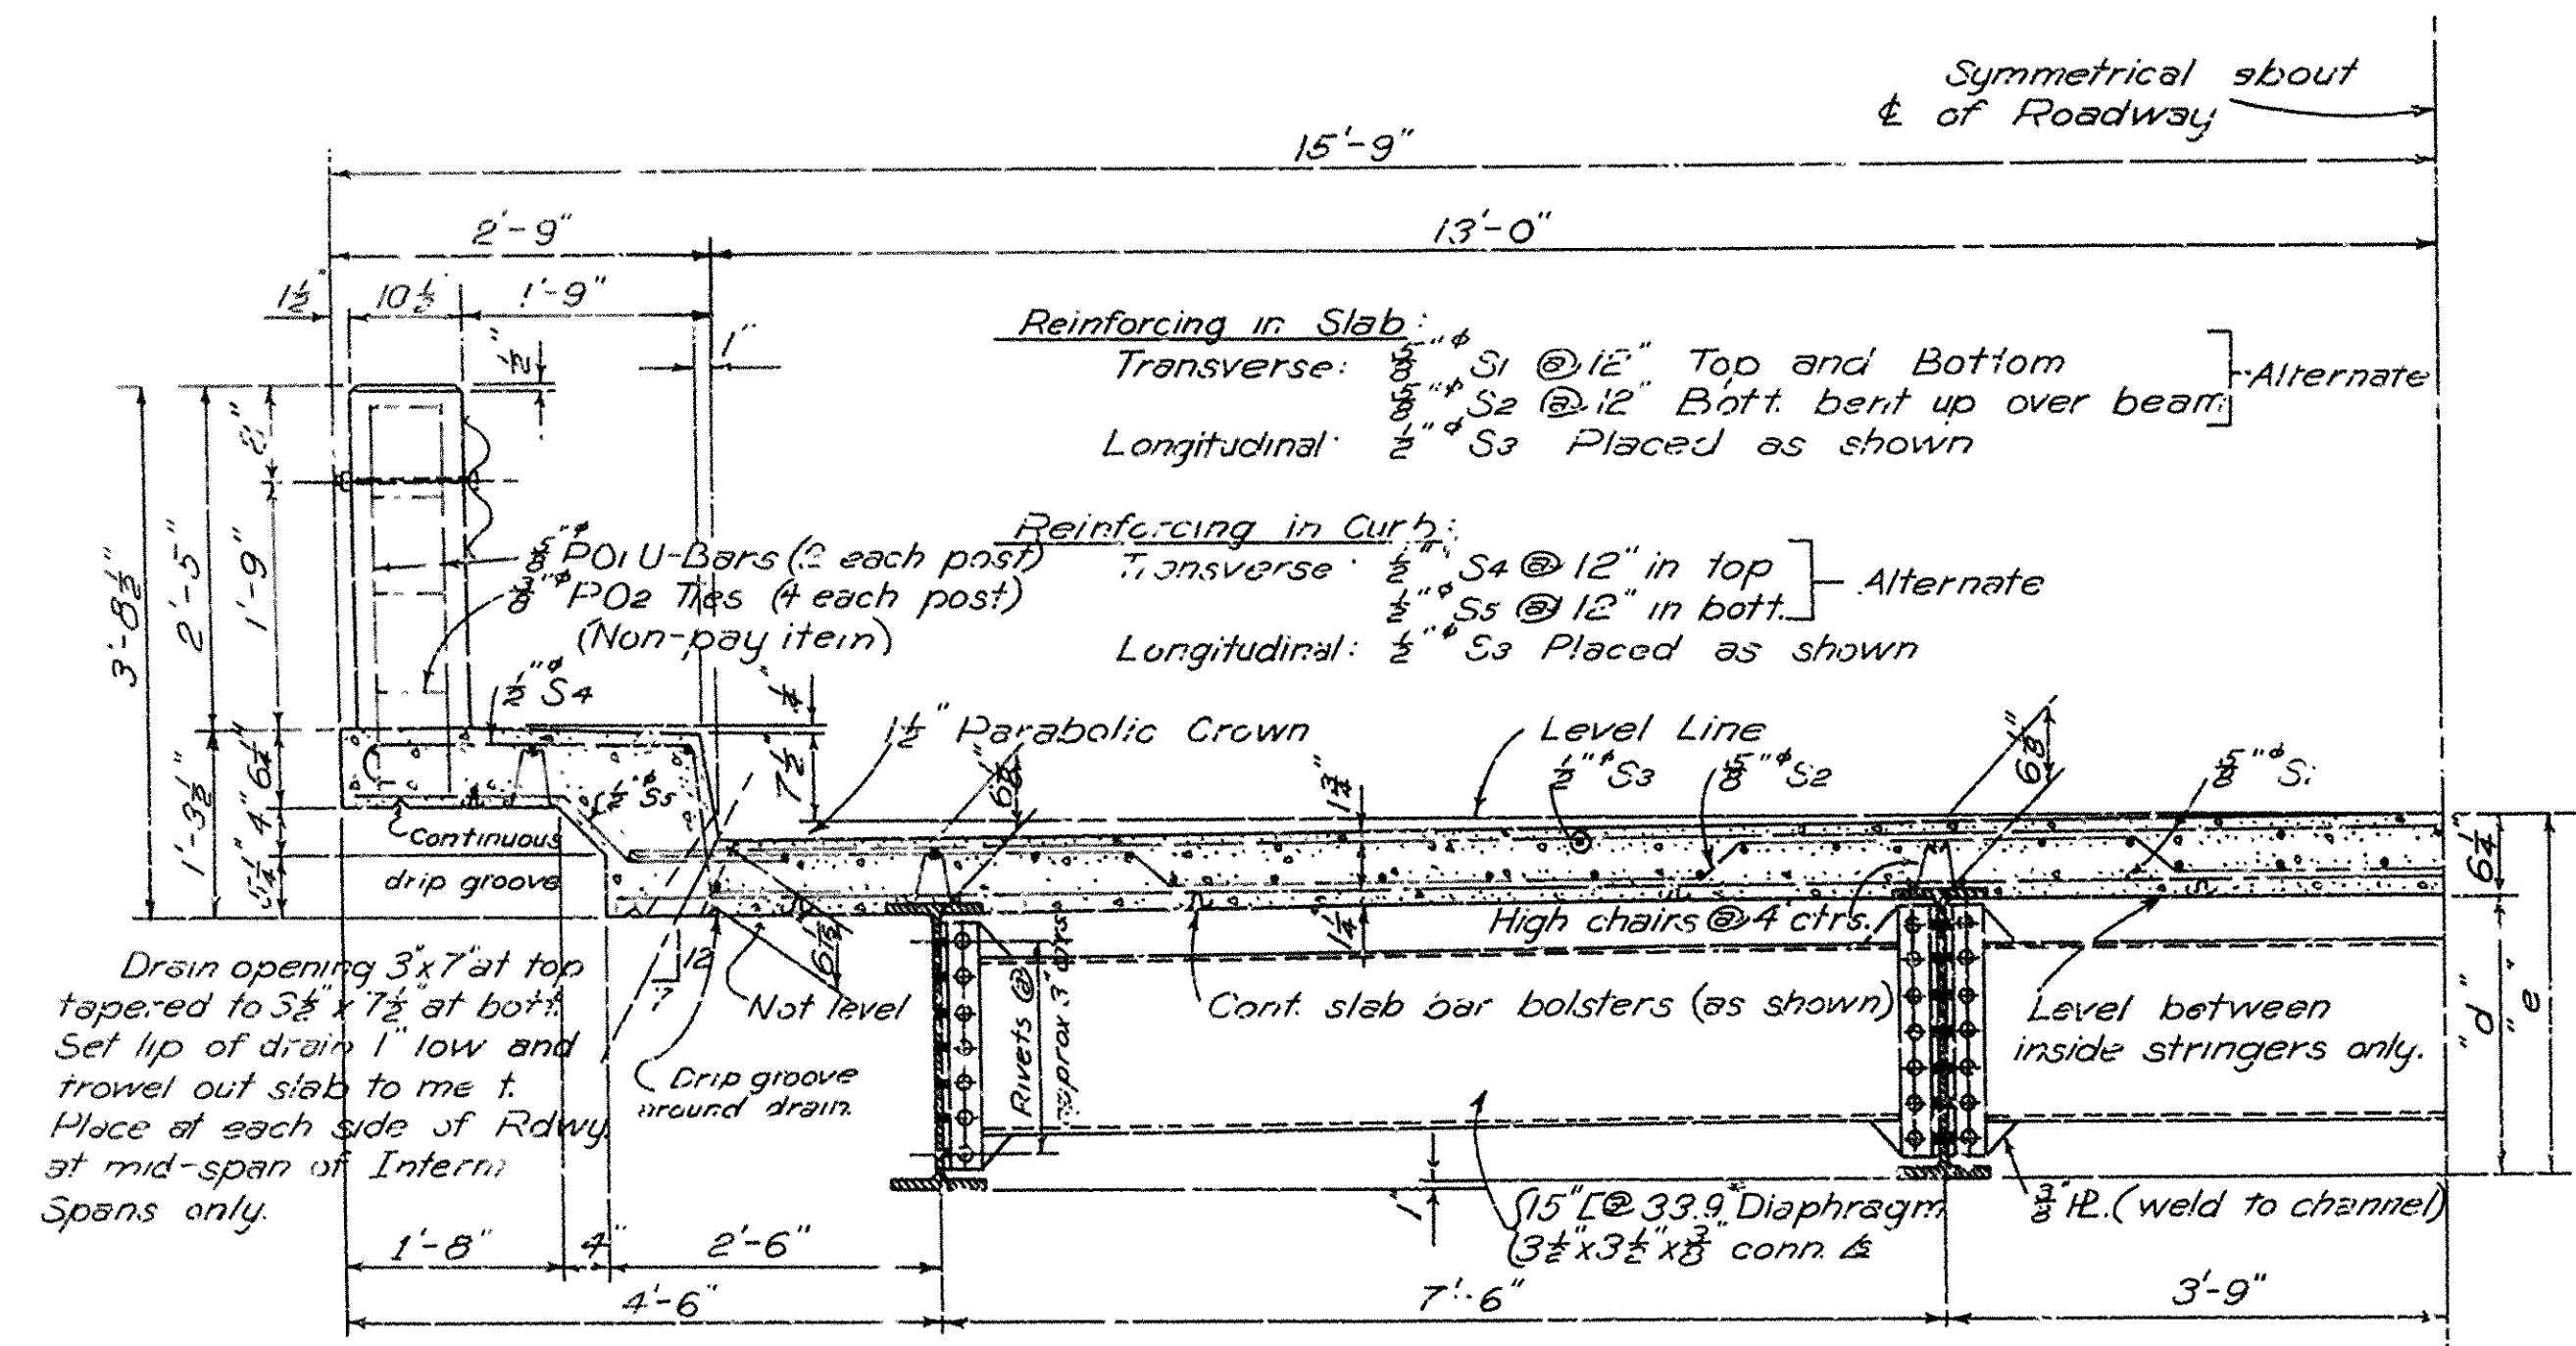 Symmetrical about
℄ of Roadway
15'-9"
2'-9"
13'-0"
1½"
10½"
1'-9"
½"
1"
Reinforcing in Slab:
Transverse: ⅝"ϕ S1 @ 12" Top and Bottom
⅝"ϕ S2 @ 12" Bott. bent up over beam
Alternate
Longitudinal: ½"ϕ S3 Placed as shown
Reinforcing in Curb:
Transverse: ½"ϕ S4 @ 12" in top
½"ϕ S5 @ 12" in bott.
Alternate
Longitudinal: ½"ϕ S3 Placed as shown
8"
1'-9"
2'-5"
3'-8½"
⅝"ϕ PO1 U-Bars (2 each post)
⅜"ϕ PO2 Ties (4 each post)
(Non-pay item)
½"ϕ S4
¼"
7½"
1½" Parabolic Crown
Level Line
6⅛"
1¾"
½"ϕ S3
⅝"ϕ S2
6⅛"
⅝"ϕ S1
6¼"
4"
5¼"
1'-3½"
½"ϕ S5
Continuous
drip groove
6¼"
1¼"
High chairs @ 4' ctrs.
Drain opening 3"x7" at top
tapered to 3½" x 7½" at bott.
Set lip of drain 1" low and
trowel out slab to me t.
Place at each side of Rdwy.
at mid-span of Interm
Spans only.
12
7
Not level
Drip groove
around drain.
Rivets @
approx 3" ctrs
Cont. slab bar bolsters (as shown)
Level between
inside stringers only.
"d"
"e"
1"
15" [ @ 33.9# Diaphragm
3½"x3½"x⅜" conn. ∠s
⅜" PL. (weld to channel)
1'-8"
4"
2'-6"
4'-6"
7'-6"
3'-9"